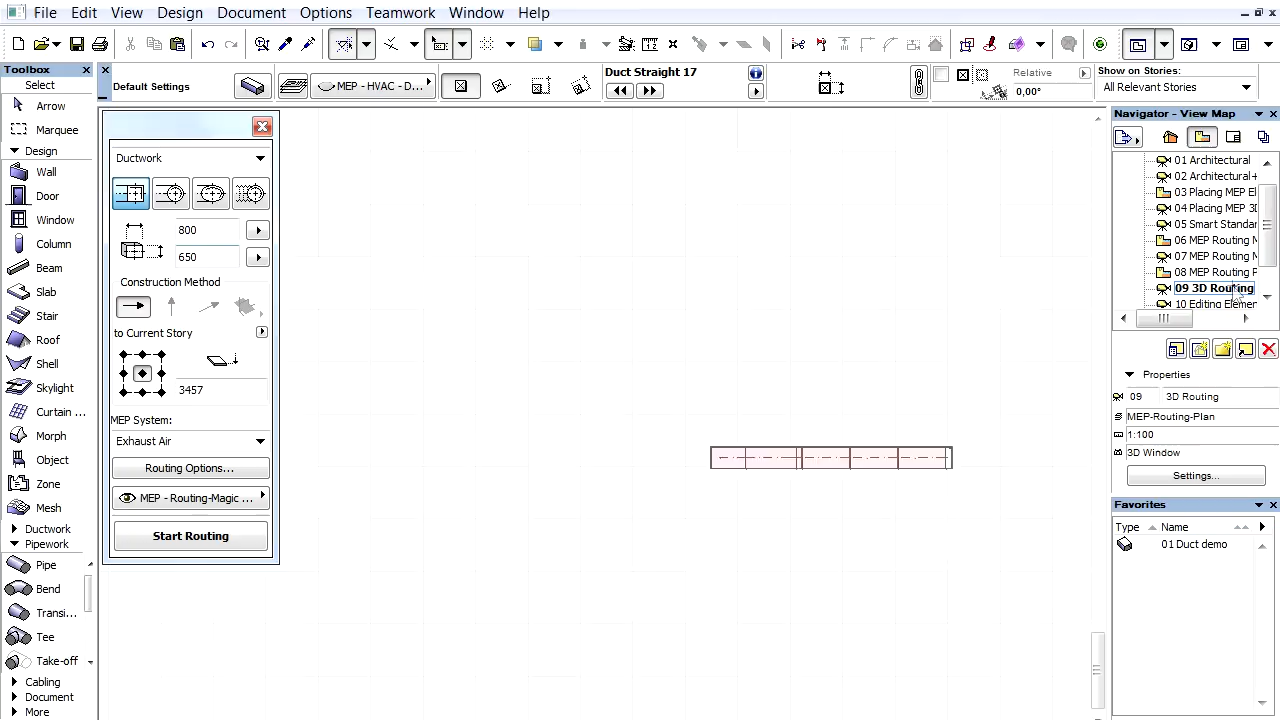 File Edit View Design Document Options Teamwork Window Help
Toolbox
Select
Arrow
Marquee
Design
Wall
Door
Window
Column
Beam
Slab
Stair
Roof
Shell
Skylight
Curtain ...
Morph
Object
Zone
Mesh
Ductwork
Pipework
Pipe
Bend
Transi...
Tee
Take-off
Cabling
Document
More
Default Settings
MEP - HVAC - D...
Duct Straight 17
Relative
0,00°
Show on Stories:
All Relevant Stories
Ductwork
800
650
Construction Method
to Current Story
3457
MEP System:
Exhaust Air
Routing Options...
MEP - Routing-Magic ...
Start Routing
Navigator - View Map
01 Architectural
02 Architectural+
03 Placing MEP El
04 Placing MEP 3D
05 Smart Standar
06 MEP Routing M
07 MEP Routing M
08 MEP Routing P
09 3D Routing
10 Editing Elemen
Properties
09 3D Routing
MEP-Routing-Plan
1:100
3D Window
Settings...
Favorites
Type Name
01 Duct demo